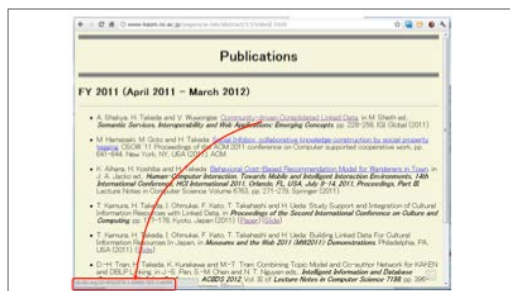 Publications
FY 2011 (April 2011 - March 2012)
A. Shakya, H. Takeda and V. Wuwongse: Community-driven Consolidated Linked Data, in M. Sheth ed.,
Semantic Services, Interoperability and Web Applications: Emerging Concepts pp. 228-258, IGI Global (2011)
M. Hamasaki, M. Goto and H. Takeda: Social Infobox: collaborative knowledge construction by social property
tagging, CSCW '11 Proceedings of the ACM 2011 conference on Computer supported cooperative work, pp.
641-644, New York, NY, USA (2011) ACM
K. Aihara, H. Koshiba and H. Takeda: Behavioral Cost-Based Recommendation Model for Wanderers in Town, in
J. A. Jacko ed., Human-Computer Interaction. Towards Mobile and Intelligent Interaction Environments, 14th
International Conference, HCI International 2011, Orlando, FL, USA, July 9-14, 2011, Proceedings, Part III,
Lecture Notes in Computer Science Volume 6763, pp. 271-279, Springer (2011)
T. Kamura, H. Takeda, I. Ohmukai, F. Kato, T. Takahashi and H. Ueda: Study Support and Integration of Cultural
Information Resources with Linked Data, in Proceedings of the Second International Conference on Culture and
Computing pp. 177-178, Kyoto, Japan (2011) [Paper] [Slide]
T. Kamura, H. Takeda, I. Ohmukai, F. Kato, T. Takahashi and H. Ueda: Building Linked Data For Cultural
Information Resources In Japan, in Museums and the Web 2011 (MW2011) Demonstrations, Philadelphia, PA,
USA (2011) [Slide]
D.-H. Tran, H. Takeda, K. Kurakawa and M.-T. Tran: Combining Topic Model and Co-author Network for KAKEN
and DBLP Linking, in J.-S. Pan, S.-M. Chen and N. T. Nguyen eds., Intelligent Information and Database
ACIIDS 2012, Vol. III of Lecture Notes in Computer Science 7198, pp. 396-